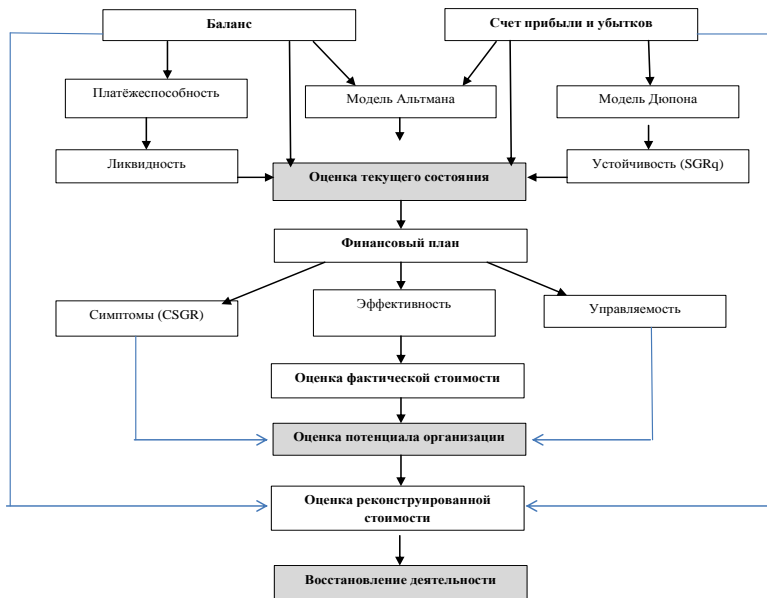 Баланс
Счет прибыли и убытков
Платёжеспособность
Модель Альтмана
Модель Дюпона
Ликвидность
Оценка текущего состояния
Устойчивость (SGRq)
Финансовый план
Симптомы (CSGR)
Эффективность
Управляемость
Оценка фактической стоимости
Оценка потенциала организации
Оценка реконструированной
стоимости
Восстановление деятельности